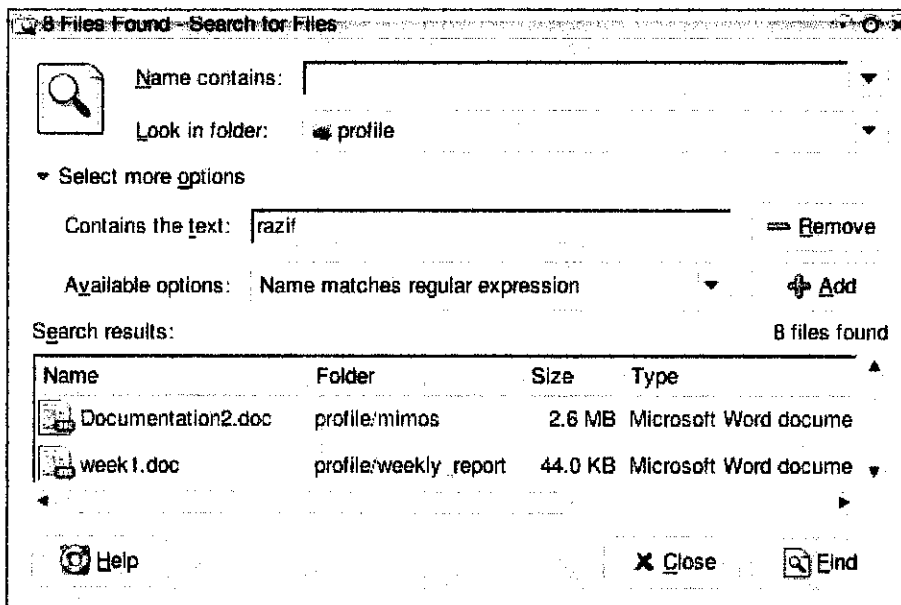 8 Files Found - Search for Files
Name contains:
Look in folder: profile
Select more options
Contains the text: razif
Remove
Available options: Name matches regular expression
Add
Search results: 8 files found
Name Folder Size Type
Documentation2.doc profile/mimos 2.6 MB Microsoft Word docume
week1.doc profile/weekly_report 44.0 KB Microsoft Word docume
Help Close Find